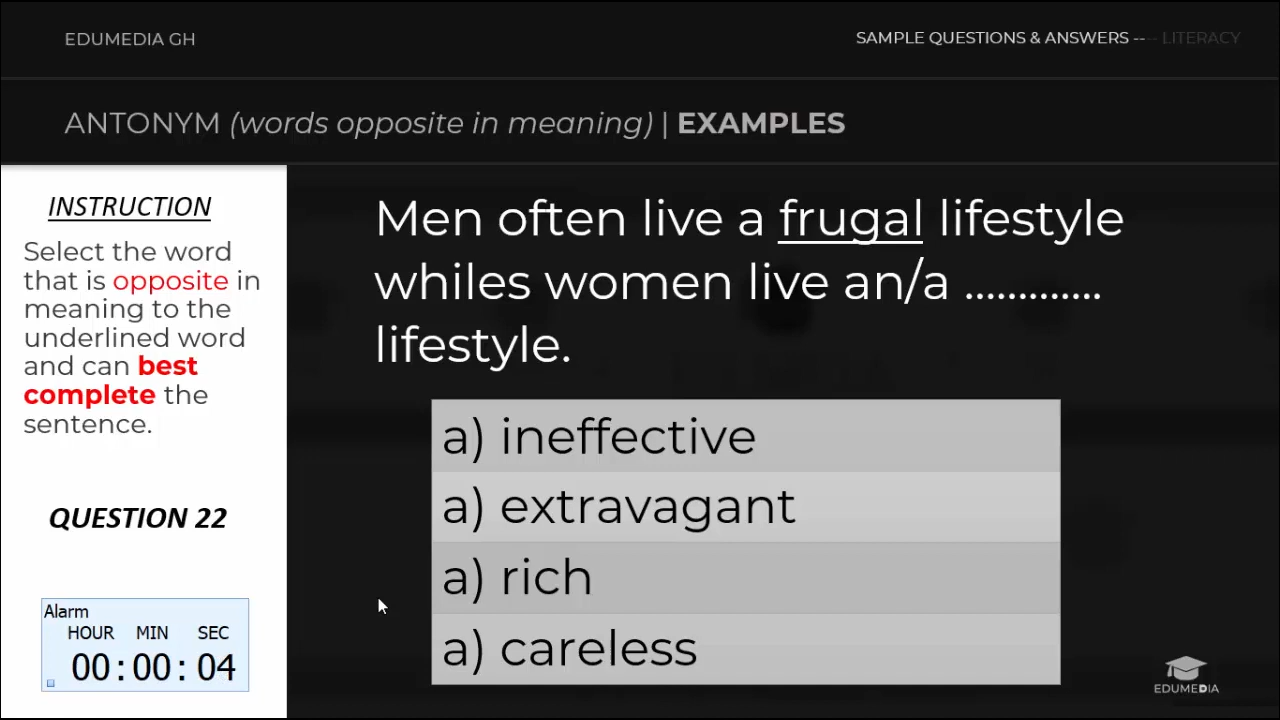 EDUMEDIA GH
SAMPLE QUESTIONS & ANSWERS -- -- LITERACY
ANTONYM (words opposite in meaning) | EXAMPLES
INSTRUCTION
Select the word
that is opposite in
meaning to the
underlined word
and can best
complete the
sentence.
QUESTION 22
Alarm
HOUR MIN SEC
00:00:04
Men often live a frugal lifestyle
whiles women live an/a .............
lifestyle.
a) ineffective
a) extravagant
a) rich
a) careless
EDUMEDIA